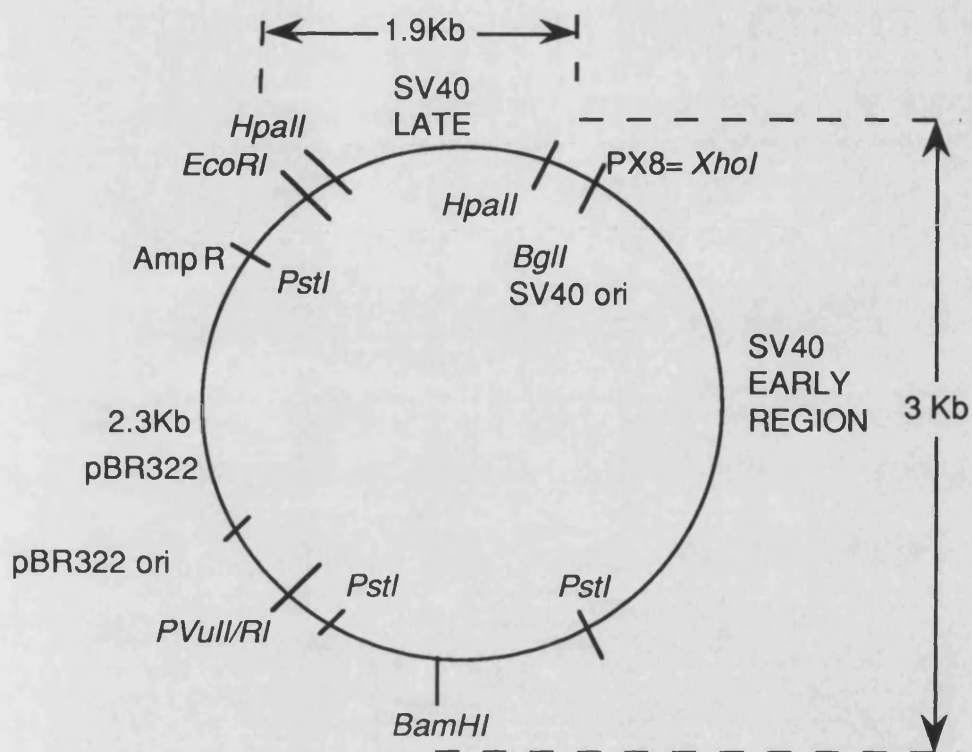 1.9Kb
SV40
LATE
HpaII
EcoRI
PX8= XhoI
HpaII
Amp R
PstI
BglI
SV40 ori
SV40
EARLY
REGION
3 Kb
2.3Kb
pBR322
pBR322 ori
PstI
PstI
PVuII/RI
BamHI